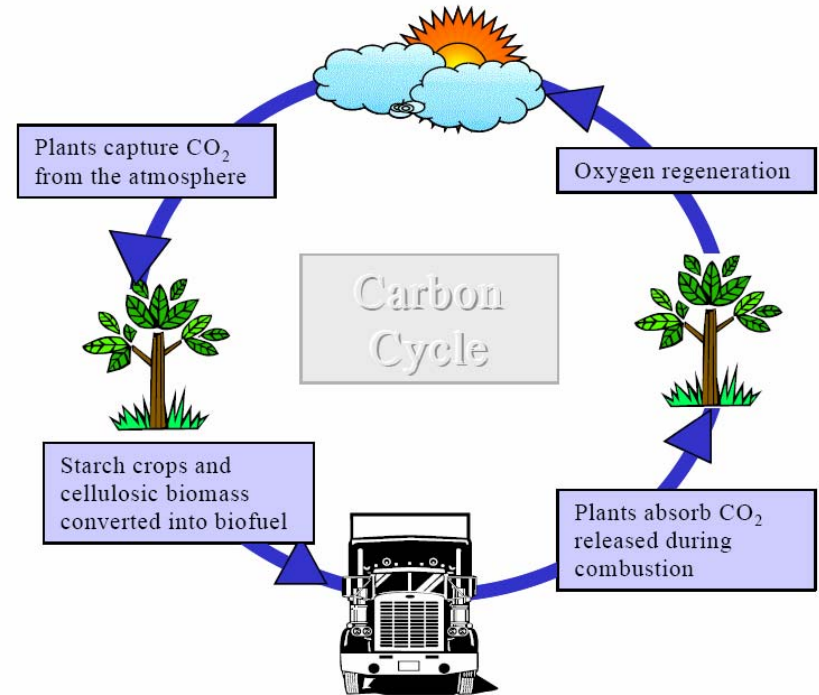 Plants capture CO₂
from the atmosphere
Oxygen regeneration
Carbon
Cycle
Starch crops and
cellulosic biomass
converted into biofuel
Plants absorb CO₂
released during
combustion